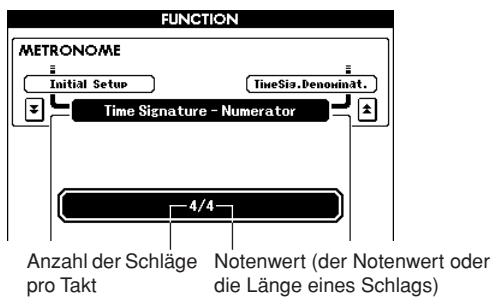 FUNCTION
METRONOME
Initial Setup
TimeSig.Denominat.
Time Signature - Numerator
4/4
Anzahl der Schläge pro Takt
Notenwert (der Notenwert oder die Länge eines Schlags)